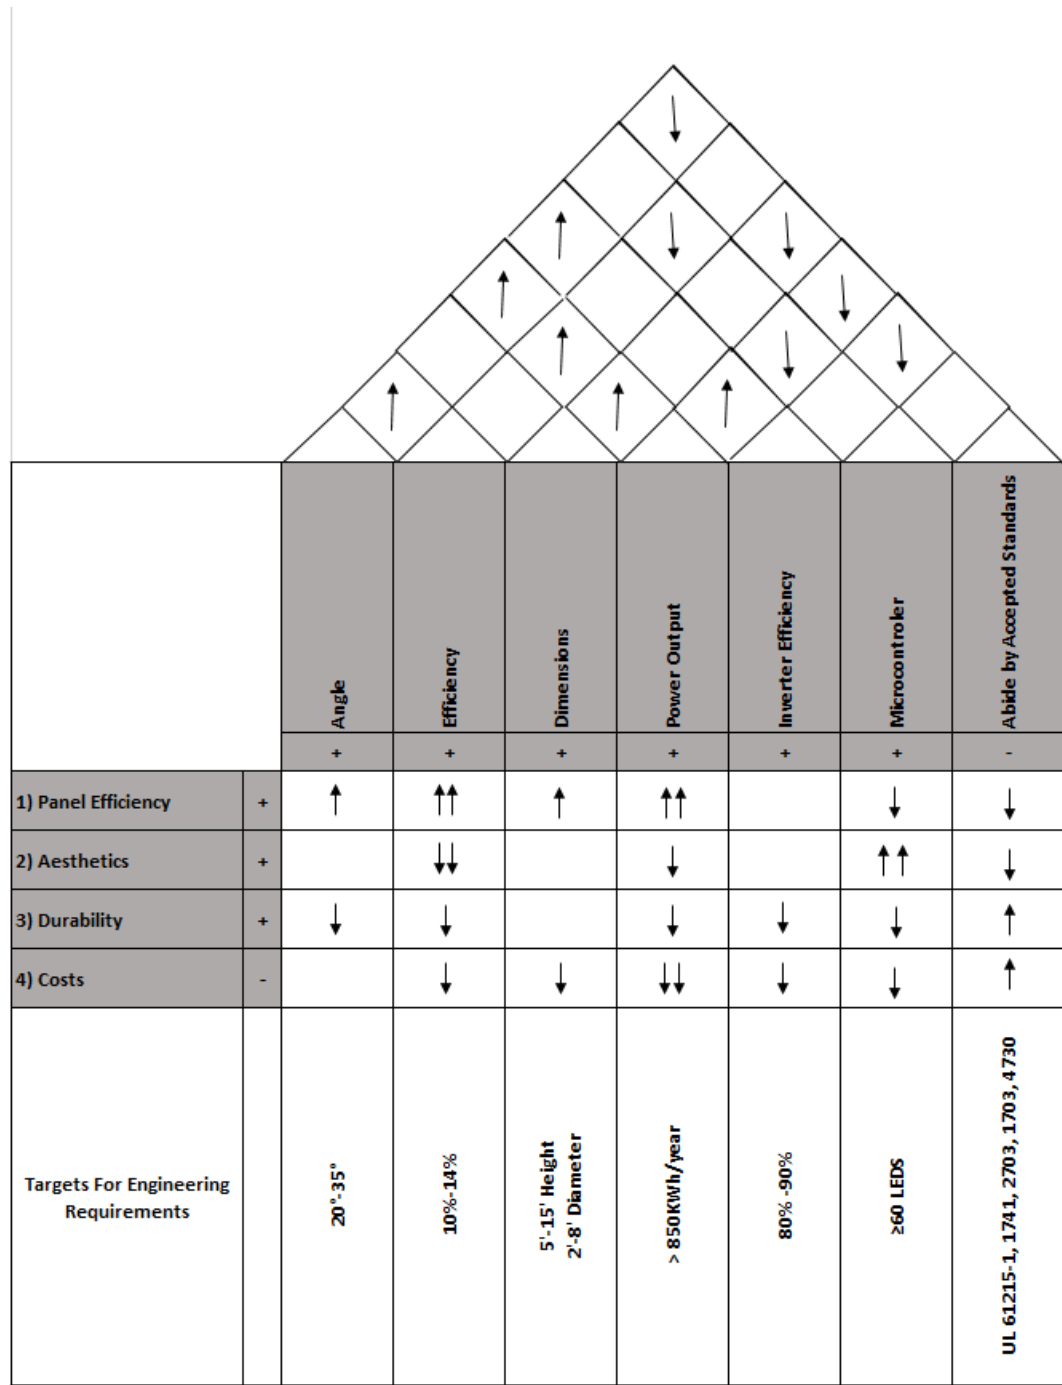 Angle
Efficiency
Dimensions
Power Output
Inverter Efficiency
Microcontroler
Abide by Accepted Standards
+ + + + + + -
1) Panel Efficiency +
2) Aesthetics +
3) Durability +
4) Costs -
Targets For Engineering
Requirements
20°-35°
10%-14%
5'-15' Height
2'-8' Diameter
> 850KWh/year
80% -90%
≥60 LEDS
UL 61215-1, 1741, 2703, 1703, 4730